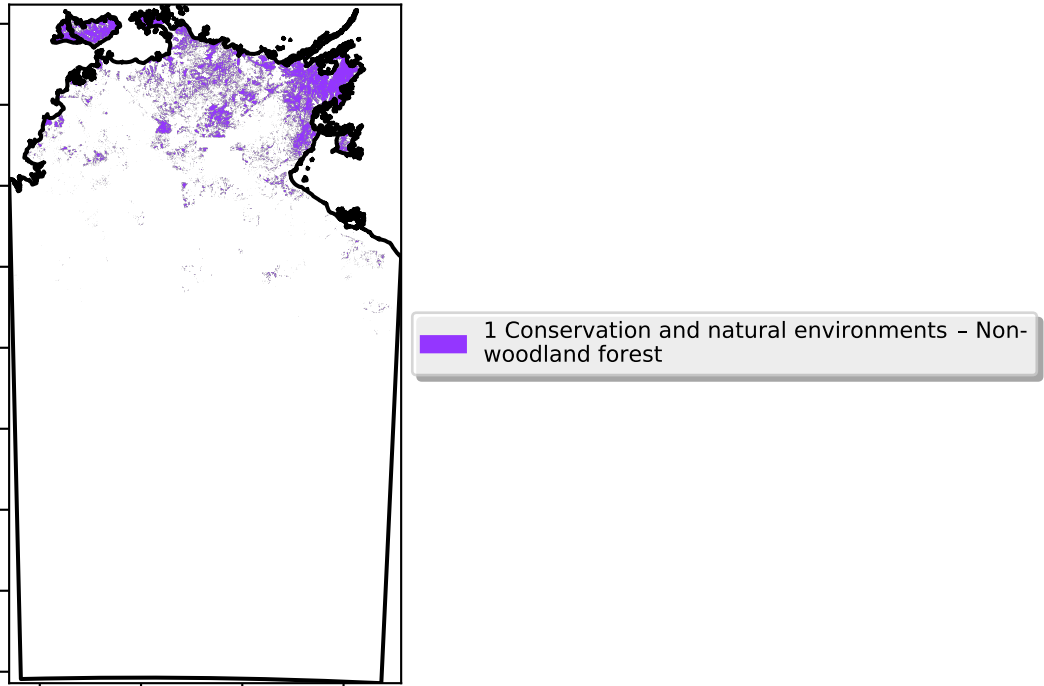 1 Conservation and natural environments – Non-
woodland forest